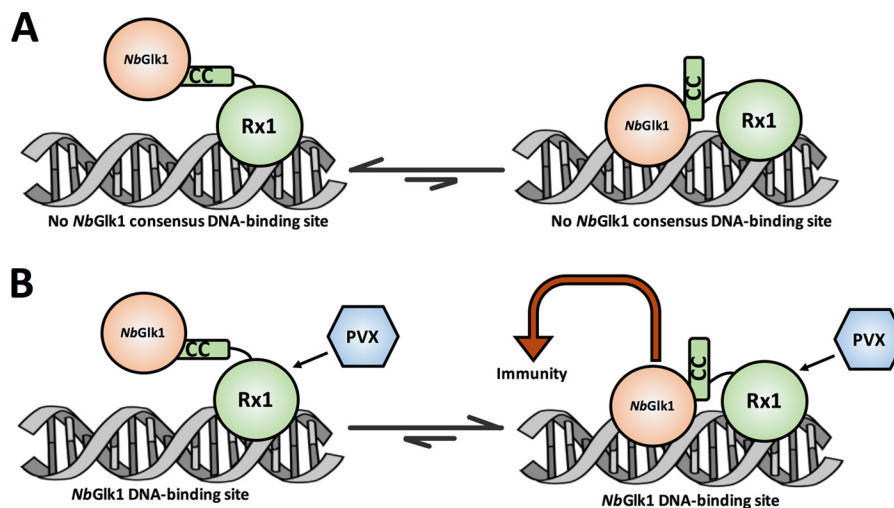 A
NbGlk1
CC
Rx1
No NbGlk1 consensus DNA-binding site
CC
NbGlk1
Rx1
No NbGlk1 consensus DNA-binding site
B
NbGlk1
CC
PVX
Rx1
NbGlk1 DNA-binding site
Immunity
CC
PVX
NbGlk1
Rx1
NbGlk1 DNA-binding site